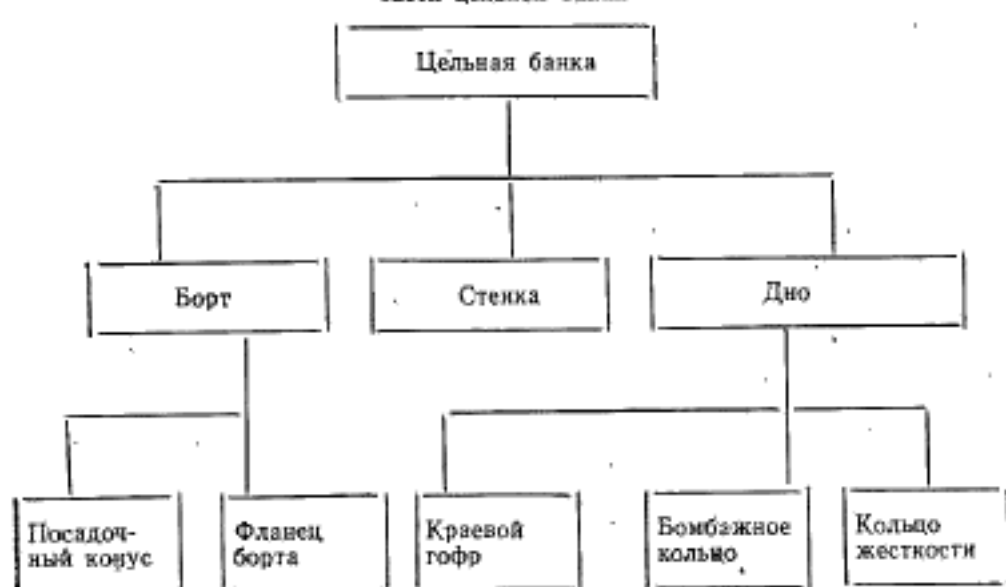 Цельная банка
Борт
Стенка
Дно
Посадоч-
ный конус
Фланец
борта
Краевой
гофр
Бомбажное
кольцо
Кольцо
жесткости